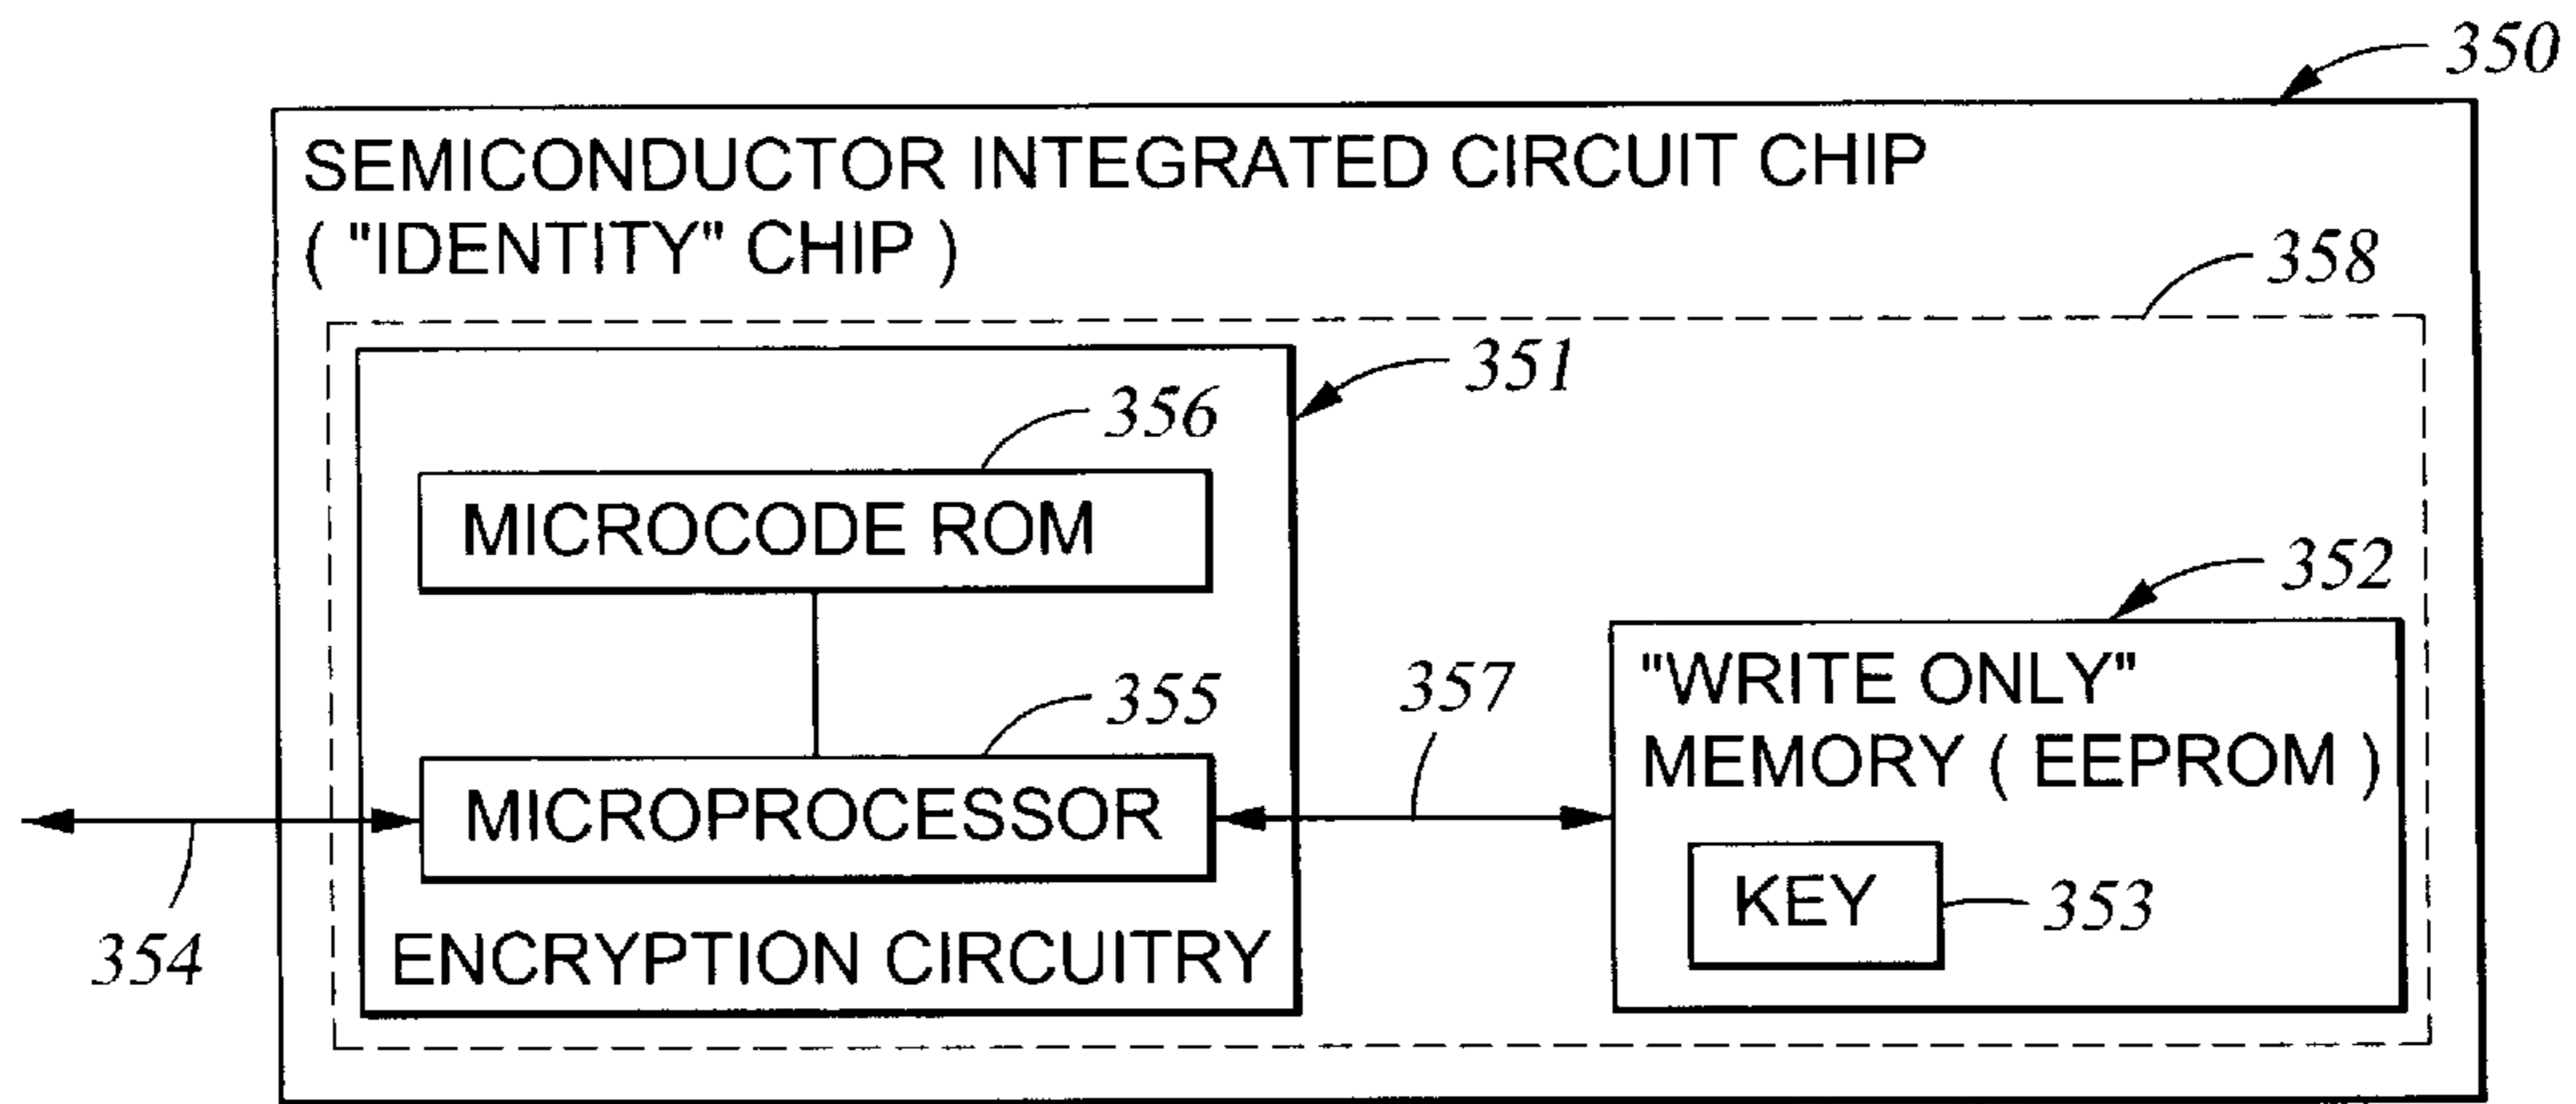 350
SEMICONDUCTOR INTEGRATED CIRCUIT CHIP
( "IDENTITY" CHIP )
358
351
356
MICROCODE ROM
352
355
357
"WRITE ONLY"
MEMORY ( EEPROM )
MICROPROCESSOR
KEY
353
354
ENCRYPTION CIRCUITRY